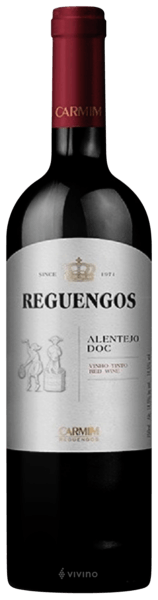 CARMIM
SINCE 1971
REGUENGOS
ALENTEJO
DOC
VINHO TINTO
RED WINE
CARMIM
REGUENGOS
vivino